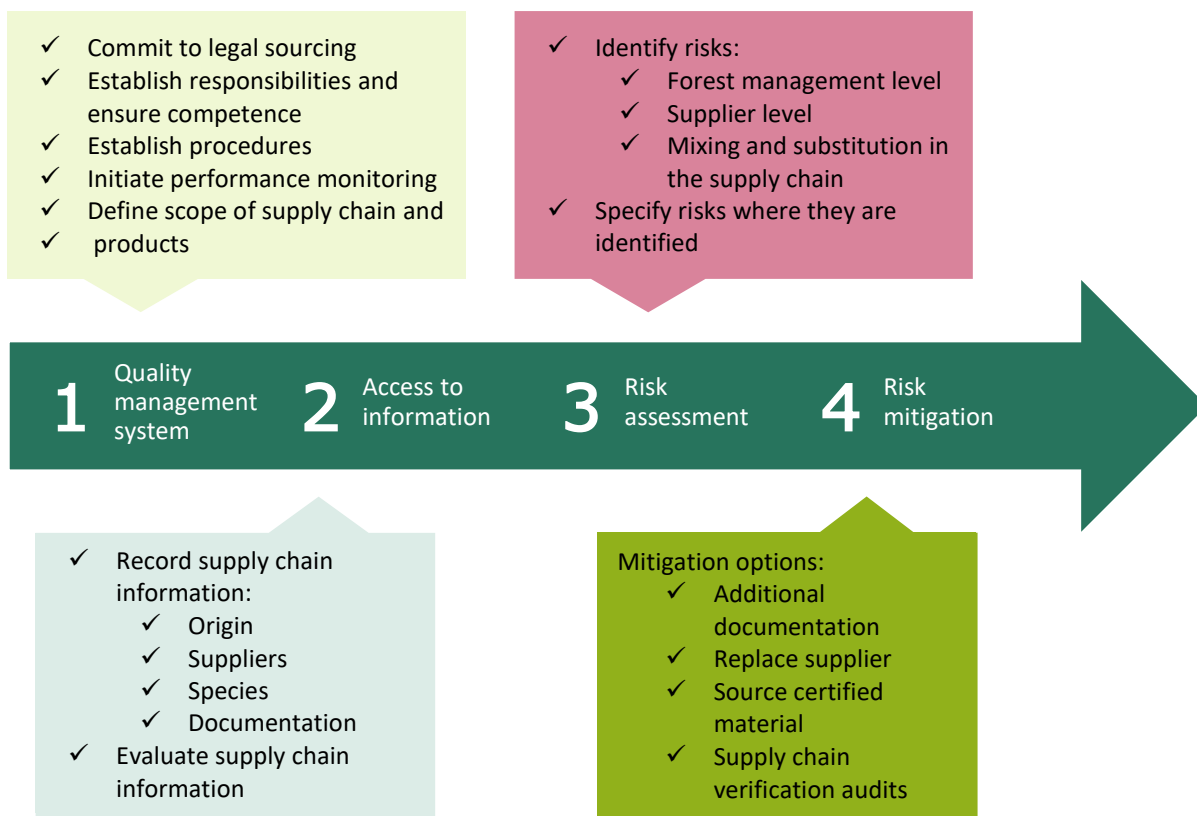 ✓ Commit to legal sourcing
✓ Establish responsibilities and
ensure competence
✓ Establish procedures
✓ Initiate performance monitoring
✓ Define scope of supply chain and
✓ products
✓ Identify risks:
✓ Forest management level
✓ Supplier level
✓ Mixing and substitution in
the supply chain
✓ Specify risks where they are
identified
1 Quality
management
system
2 Access to
information
3 Risk
assessment
4 Risk
mitigation
✓ Record supply chain
information:
✓ Origin
✓ Suppliers
✓ Species
✓ Documentation
✓ Evaluate supply chain
information
Mitigation options:
✓ Additional
documentation
✓ Replace supplier
✓ Source certified
material
✓ Supply chain
verification audits